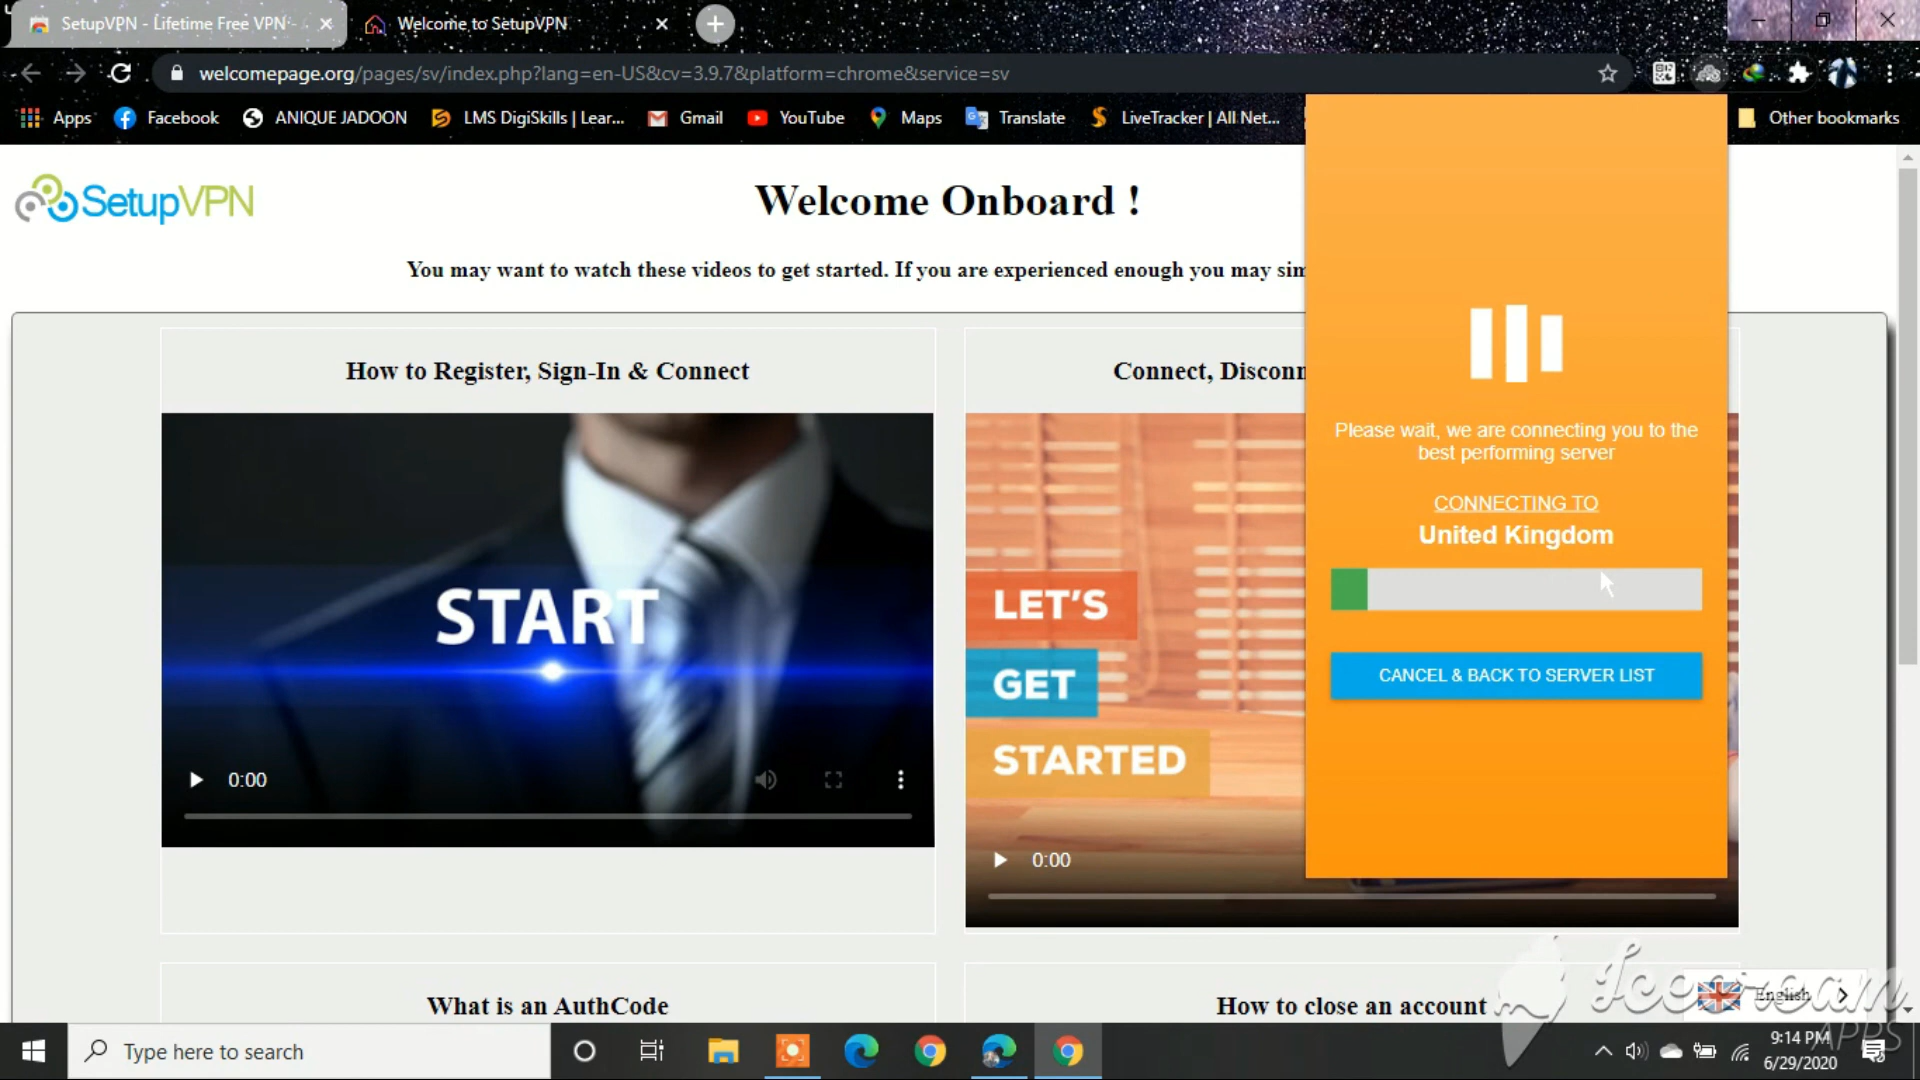 SetupVPN - Lifetime Free VPN -
Welcome to SetupVPN
welcomepage.org/pages/sv/index.php?lang=en-US&cv=3.9.7&platform=chrome&service=sv
Apps
Facebook
ANIQUE JADOON
LMS DigiSkills | Lear...
Gmail
YouTube
Maps
Translate
LiveTracker | All Net...
Other bookmarks
SetupVPN
Welcome Onboard !
You may want to watch these videos to get started. If you are experienced enough you may sim
How to Register, Sign-In & Connect
START
0:00
Connect, Disconn
LET'S
GET
STARTED
0:00
Please wait, we are connecting you to the
best performing server
CONNECTING TO
United Kingdom
CANCEL & BACK TO SERVER LIST
What is an AuthCode
How to close an account
English
Icecream
APPS
Type here to search
9:14 PM
6/29/2020